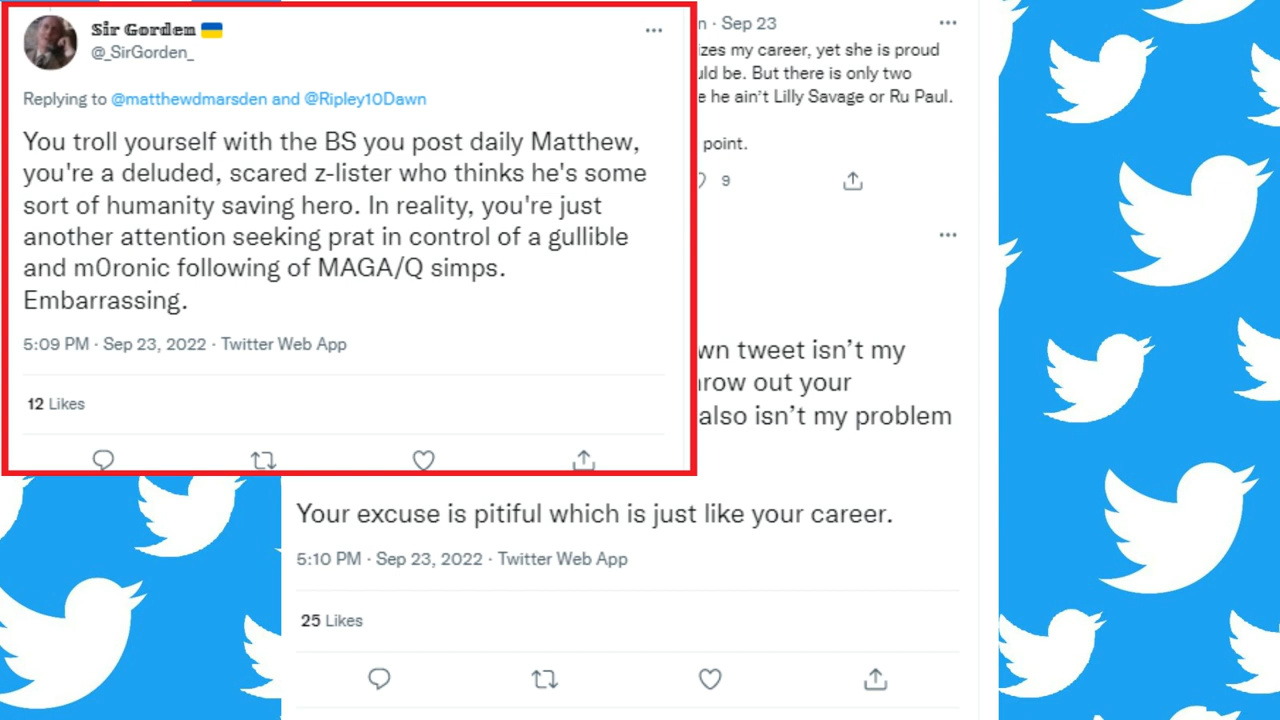 Sir Gorden
@_SirGorden_
Replying to @matthewdmarsden and @Ripley10Dawn
You troll yourself with the BS you post daily Matthew,
you're a deluded, scared z-lister who thinks he's some
sort of humanity saving hero. In reality, you're just
another attention seeking prat in control of a gullible
and m0ronic following of MAGA/Q simps.
Embarrassing.
5:09 PM · Sep 23, 2022 · Twitter Web App
12 Likes
· Sep 23
my career, yet she is proud
be. But there is only two
he ain't Lilly Savage or Ru Paul.
point.
9
tweet isn't my
out your
also isn't my problem
Your excuse is pitiful which is just like your career.
5:10 PM · Sep 23, 2022 · Twitter Web App
25 Likes